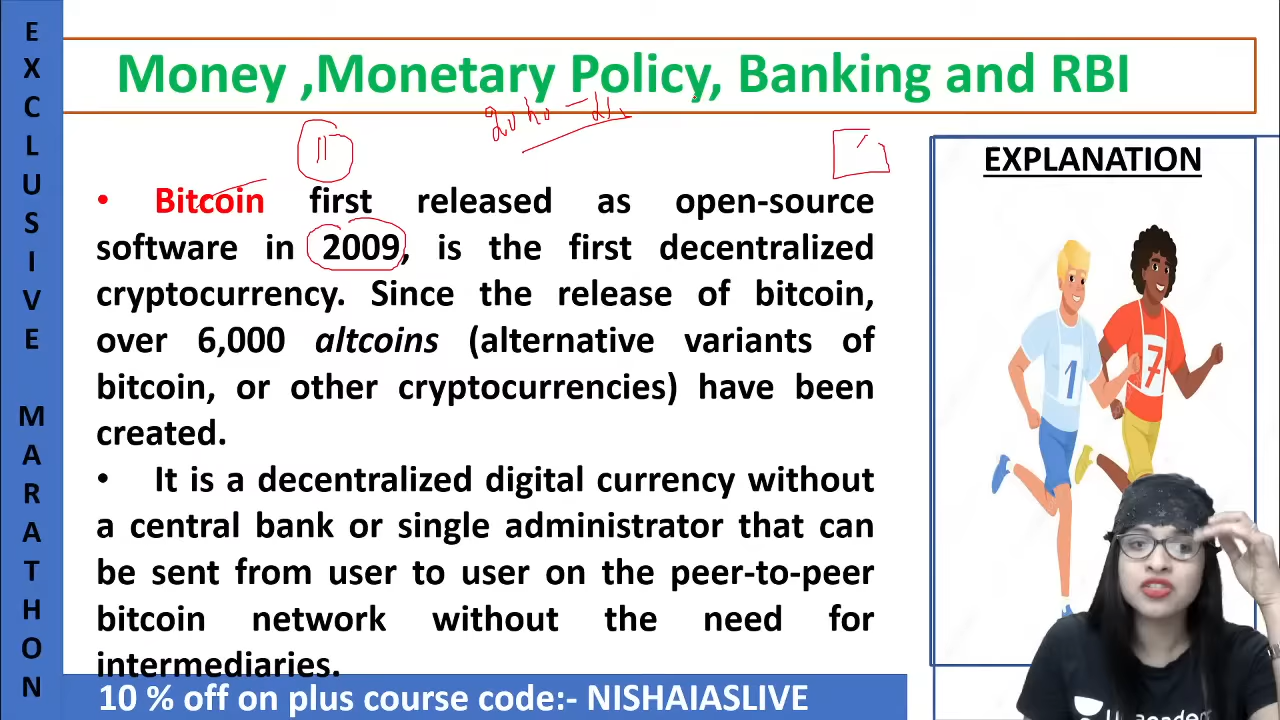 EXCLUSIVE MARATHON
Money ,Monetary Policy, Banking and RBI
• Bitcoin first released as open-source
software in 2009, is the first decentralized
cryptocurrency. Since the release of bitcoin,
over 6,000 altcoins (alternative variants of
bitcoin, or other cryptocurrencies) have been
created.
• It is a decentralized digital currency without
a central bank or single administrator that can
be sent from user to user on the peer-to-peer
bitcoin network without the need for
intermediaries.
10 % off on plus course code:- NISHAIASLIVE
EXPLANATION
1
7